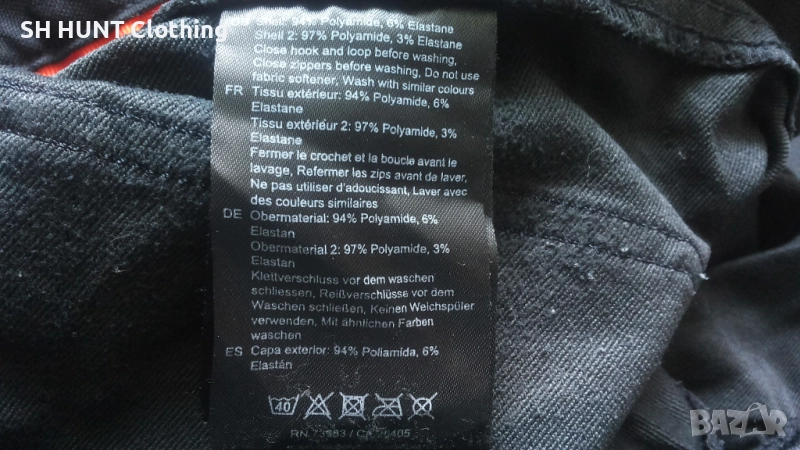 SH HUNT Clothing
Shell: 94% Polyamide, 6% Elastane
Shell 2: 97% Polyamide, 3% Elastane
Close hook and loop before washing,
Close zippers before washing, Do not use
fabric softener, Wash with similar colours
FR Tissu extérieur: 94% Polyamide, 6%
Elastane
Tissu extérieur 2: 97% Polyamide, 3%
Elastane
Fermer le crochet et la boucle avant le
lavage, Refermer les zips avant de laver,
Ne pas utiliser d'adoucissant, Laver avec
des couleurs similaires
DE Obermaterial: 94% Polyamide, 6%
Elastan
Obermaterial 2: 97% Polyamide, 3%
Elastan
Klettverschluss vor dem waschen
schliessen, Reißverschlüsse vor dem
Waschen schließen, Keinen Weichspüler
verwenden, Mit ähnlichen Farben
waschen
ES Capa exterior: 94% Poliamida, 6%
Elastán
40
RN
BAZAR